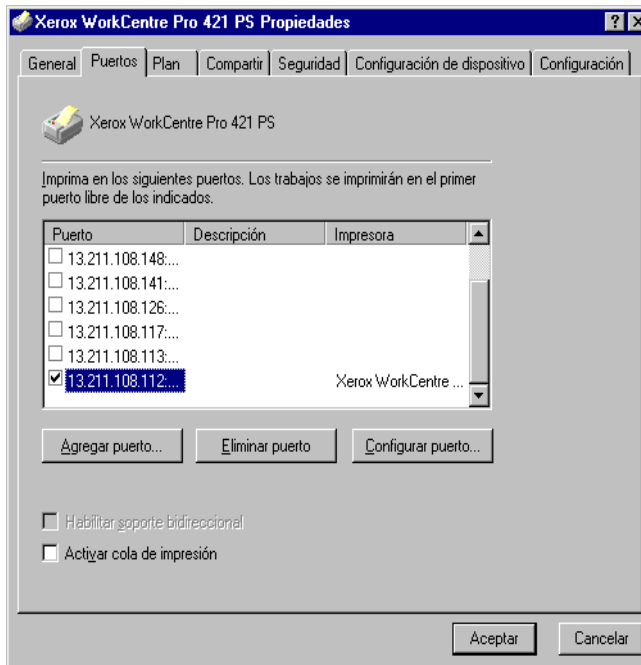 Xerox WorkCentre Pro 421 PS Propiedades
General Puertos Plan Compartir Seguridad Configuración de dispositivo Configuración
Xerox WorkCentre Pro 421 PS
Imprima en los siguientes puertos. Los trabajos se imprimirán en el primer
puerto libre de los indicados.
Puerto Descripción Impresora
13.211.108.148:...
13.211.108.141:...
13.211.108.126:...
13.211.108.117:...
13.211.108.113:...
13.211.108.112:... Xerox WorkCentre ...
Agregar puerto... Eliminar puerto Configurar puerto...
Habilitar soporte bidireccional
Activar cola de impresión
Aceptar Cancelar